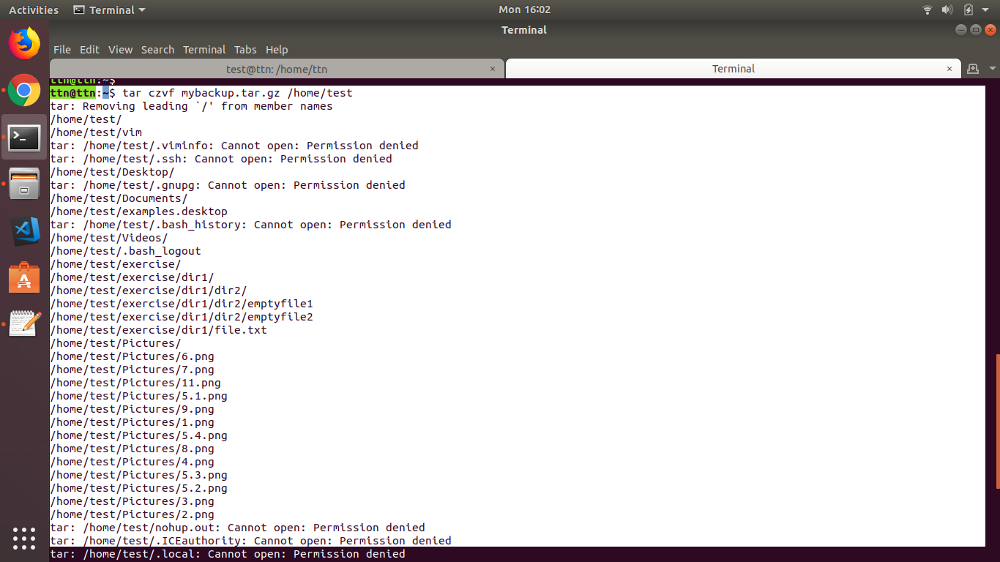 Activities Terminal Mon 16:02
Terminal
File Edit View Search Terminal Tabs Help
test@ttn: /home/ttn × Terminal ×
ttn@ttn:~$
ttn@ttn:~$ tar czvf mybackup.tar.gz /home/test
tar: Removing leading `/' from member names
/home/test/
/home/test/vim
tar: /home/test/.viminfo: Cannot open: Permission denied
tar: /home/test/.ssh: Cannot open: Permission denied
/home/test/Desktop/
tar: /home/test/.gnupg: Cannot open: Permission denied
/home/test/Documents/
/home/test/examples.desktop
tar: /home/test/.bash_history: Cannot open: Permission denied
/home/test/Videos/
/home/test/.bash_logout
/home/test/exercise/
/home/test/exercise/dir1/
/home/test/exercise/dir1/dir2/
/home/test/exercise/dir1/dir2/emptyfile1
/home/test/exercise/dir1/dir2/emptyfile2
/home/test/exercise/dir1/file.txt
/home/test/Pictures/
/home/test/Pictures/6.png
/home/test/Pictures/7.png
/home/test/Pictures/11.png
/home/test/Pictures/5.1.png
/home/test/Pictures/9.png
/home/test/Pictures/1.png
/home/test/Pictures/5.4.png
/home/test/Pictures/8.png
/home/test/Pictures/4.png
/home/test/Pictures/5.3.png
/home/test/Pictures/5.2.png
/home/test/Pictures/3.png
/home/test/Pictures/2.png
tar: /home/test/nohup.out: Cannot open: Permission denied
tar: /home/test/.ICEauthority: Cannot open: Permission denied
tar: /home/test/.local: Cannot open: Permission denied